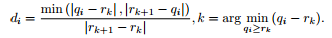 d_i = \frac{\min(|q_i - r_k|, |r_{k+1} - q_i|)}{|r_{k+1} - r_k|}, k = \arg\min_{q_i \geq r_k}(q_i - r_k).